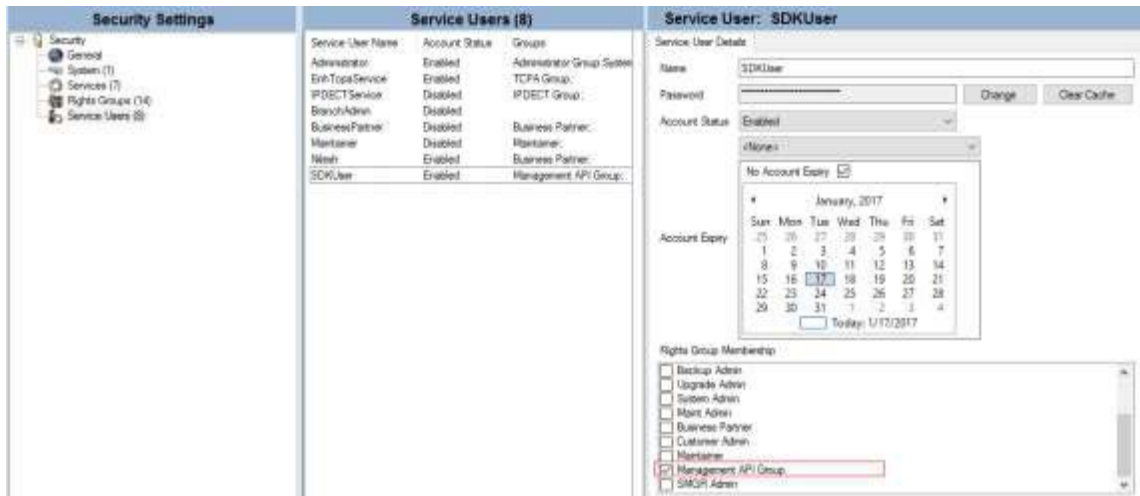 Security Settings
Security
General
System (1)
Services (7)
Rights Groups (14)
Service Users (8)
Service Users (8)
Service User Name Account Status Groups
Administrator Enabled Administrator Group;System
EnhTcpaService Enabled TCPA Group;
IPDECTService Disabled IPDECT Group;
BranchAdmin Disabled
BusinessPartner Disabled Business Partner;
Maintainer Disabled Maintainer;
Enabled Business Partner;
SDKUser Enabled Management API Group;
Service User: SDKUser
Service User Details
Name SDKUser
Password Change Clear Cache
Account Status Enabled
<None>
No Account Expiry
January, 2017
Sun Mon Tue Wed Thu Fri Sat
25 26 27 28 29 30 31
1 2 3 4 5 6 7
8 9 10 11 12 13 14
Account Expiry
15 16 17 18 19 20 21
22 23 24 25 26 27 28
29 30 31 1 2 3 4
Today: 1/17/2017
Rights Group Membership
Backup Admin
Upgrade Admin
System Admin
Maint Admin
Business Partner
Customer Admin
Maintainer
Management API Group
SMGR Admin